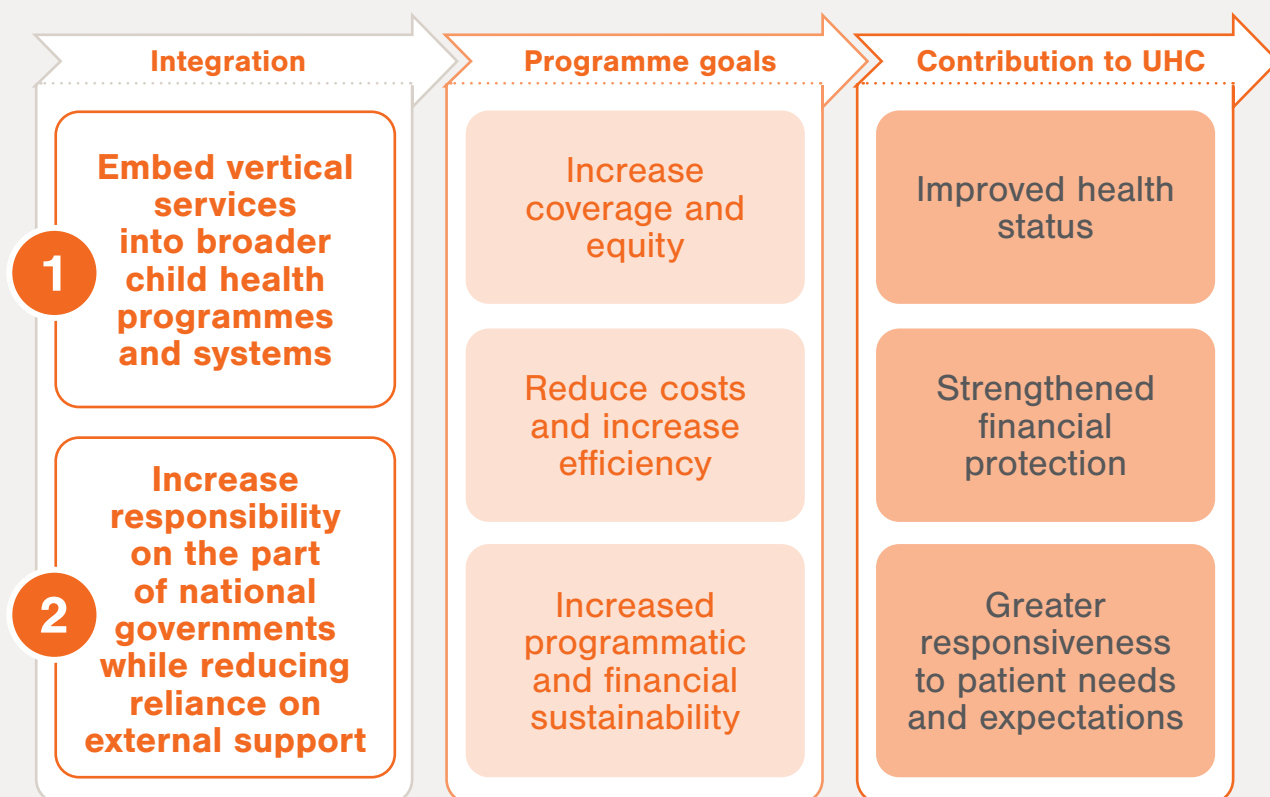 Integration
Embed vertical
services
into broader
child health
programmes
and systems
1
Increase
responsibility
on the part
of national
governments
while reducing
reliance on
external support
2
Programme goals
Increase
coverage and
equity
Reduce costs
and increase
efficiency
Increased
programmatic
and financial
sustainability
Contribution to UHC
Improved health
status
Strengthened
financial
protection
Greater
responsiveness
to patient needs
and expectations